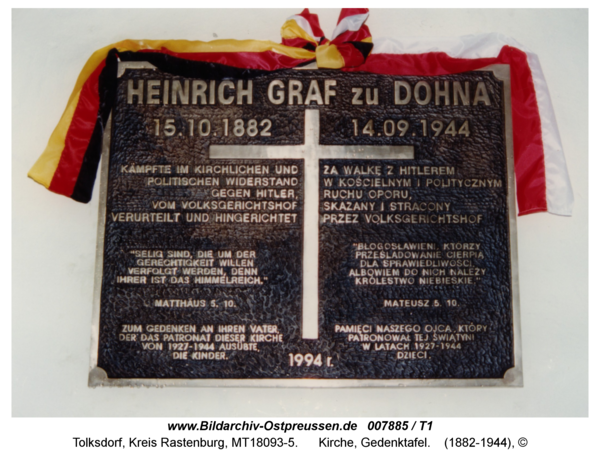 HEINRICH GRAF zu DOHNA
15.10.1882
14.09.1944
KÄMPFTE IM KIRCHLICHEN UND
POLITISCHEN WIDERSTAND
GEGEN HITLER,
VOM VOLKSGERICHTSHOF
VERURTEILT UND HINGERICHTET
"SELIG SIND, DIE UM DER
GERECHTIGKEIT WILLEN
VERFOLGT WERDEN, DENN
IHRER IST DAS HIMMELREICH."
MATTHÄUS 5, 10.
ZUM GEDENKEN AN IHREN VATER,
DER DAS PATRONAT DIESER KIRCHE
VON 1927-1944 AUSÜBTE,
DIE KINDER.
ZA WALKĘ Z HITLEREM
W KOŚCIELNYM I POLITYCZNYM
RUCHU OPORU,
SKAZANY I STRACONY
PRZEZ VOLKSGERICHTSHOF
"BŁOGOSŁAWIENI, KTÓRZY
PRZEŚLADOWANIE CIERPIĄ
DLA SPRAWIEDLIWOŚCI,
ALBOWIEM DO NICH NALEŻY
KRÓLESTWO NIEBIESKIE."
MATEUSZ 5, 10.
PAMIĘCI NASZEGO OJCA, KTÓRY
PATRONOWAŁ TEJ ŚWIĄTYNI
W LATACH 1927-1944
DZIECI.
1994 r.
www.Bildarchiv-Ostpreussen.de 007885 / T1
Tolksdorf, Kreis Rastenburg, MT18093-5. Kirche, Gedenktafel. (1882-1944), ©